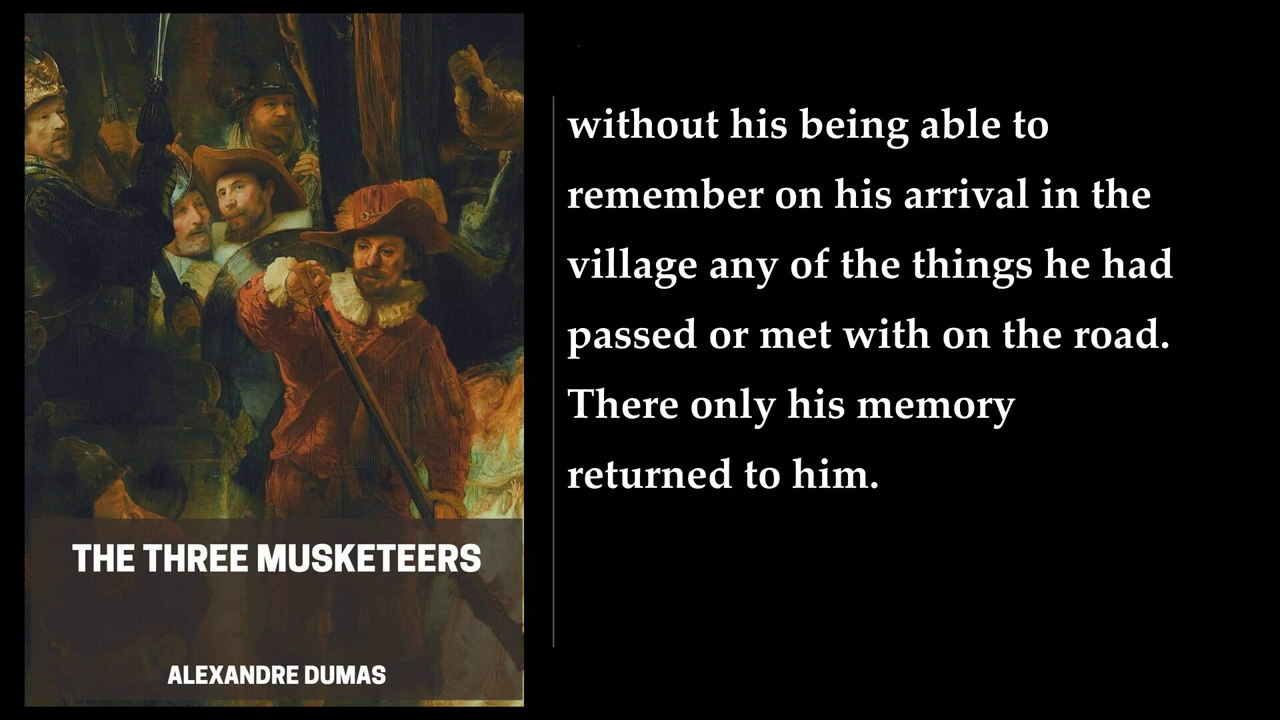 without his being able to
remember on his arrival in the
village any of the things he had
passed or met with on the road.
There only his memory
returned to him.
THE THREE MUSKETEERS
ALEXANDRE DUMAS